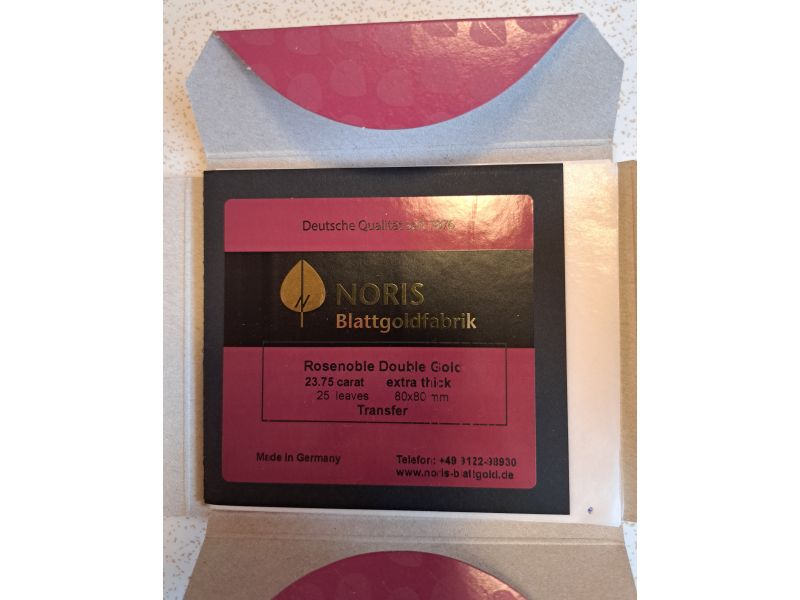 Deutsche Qualität seit 1876
N
NORIS
Blattgoldfabrik
Rosenoble Double Gold
23.75 carat extra thick
25 leaves 80x80 mm
Transfer
Made in Germany
Telefon: +49 9122-98930
www.noris-blattgold.de